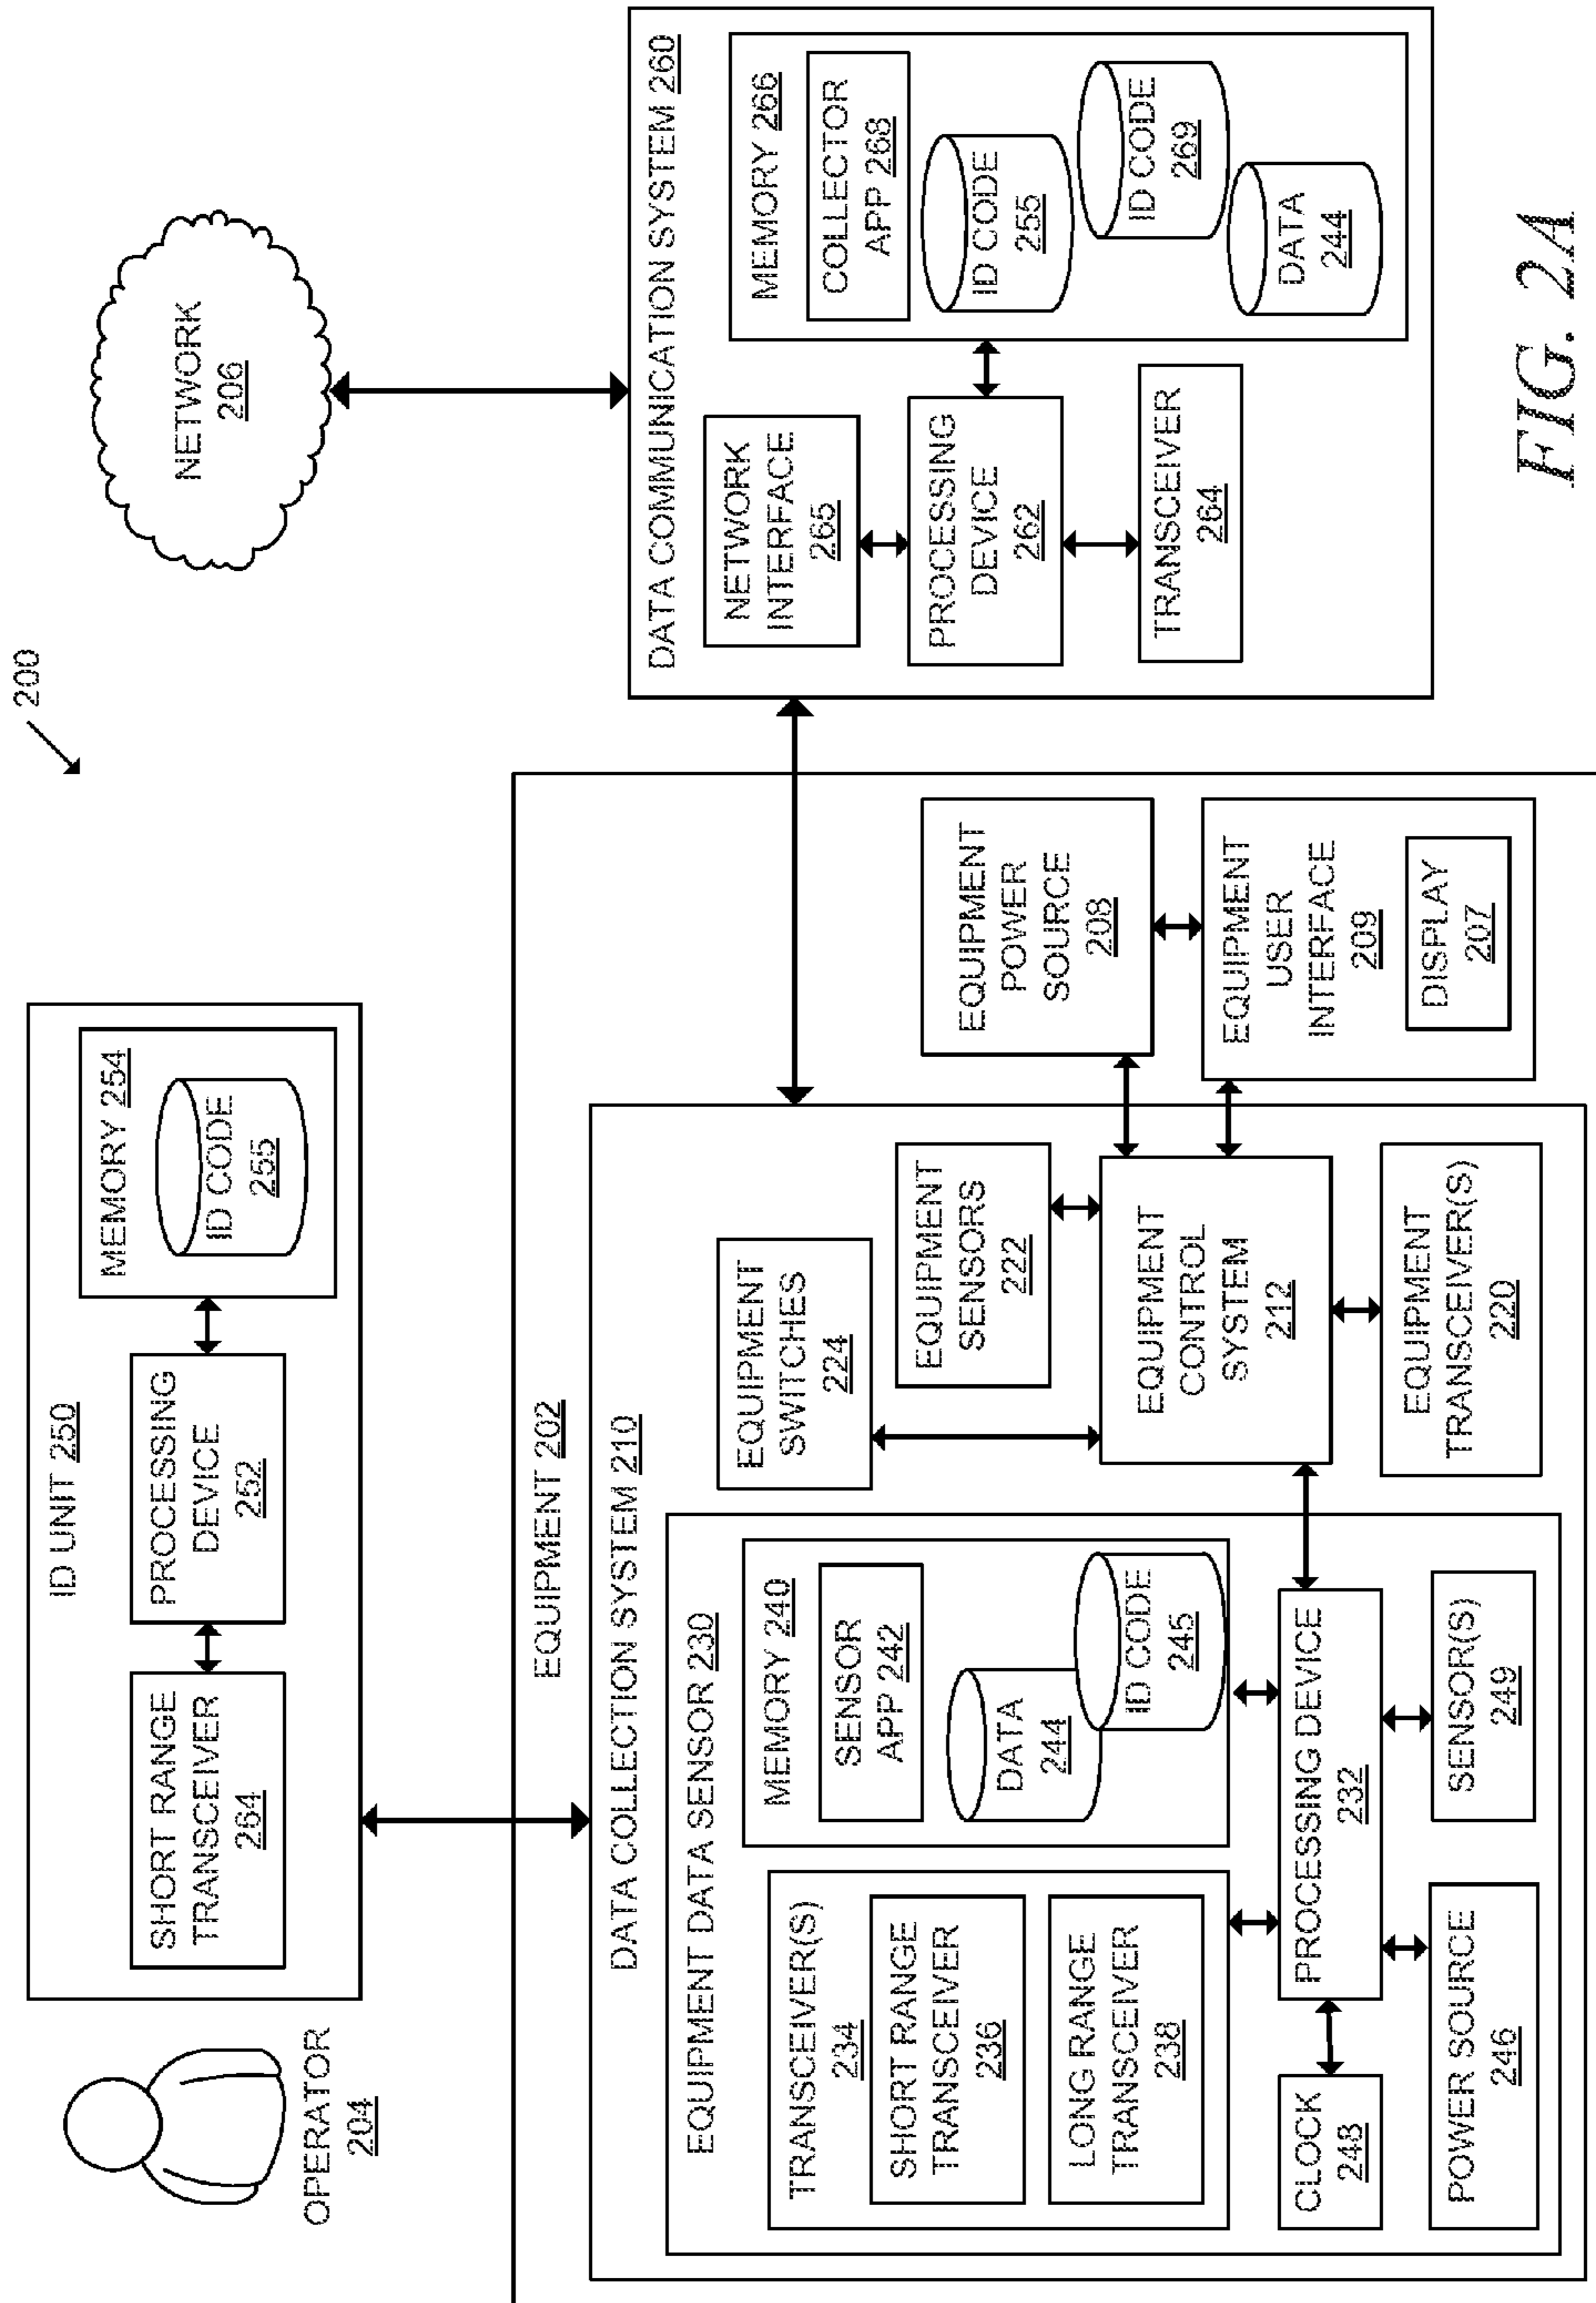 200
OPERATOR
204
ID UNIT 250
SHORT RANGE
TRANSCEIVER
264
PROCESSING
DEVICE
252
MEMORY 254
ID CODE
255
NETWORK
206
EQUIPMENT 202
DATA COLLECTION SYSTEM 210
EQUIPMENT DATA SENSOR 230
TRANSCEIVER(S)
234
SHORT RANGE
TRANSCEIVER
236
LONG RANGE
TRANSCEIVER
238
MEMORY 240
SENSOR
APP 242
DATA
244
ID CODE
245
CLOCK
248
PROCESSING DEVICE
232
POWER SOURCE
246
SENSOR(S)
249
EQUIPMENT
SWITCHES
224
EQUIPMENT
SENSORS
222
EQUIPMENT
CONTROL
SYSTEM
212
EQUIPMENT
TRANSCEIVER(S)
220
EQUIPMENT
POWER
SOURCE
208
EQUIPMENT
USER
INTERFACE
209
DISPLAY
207
DATA COMMUNICATION SYSTEM 260
NETWORK
INTERFACE
265
PROCESSING
DEVICE
262
TRANSCEIVER
264
MEMORY 266
COLLECTOR
APP 268
ID CODE
255
ID CODE
269
DATA
244
FIG. 2A